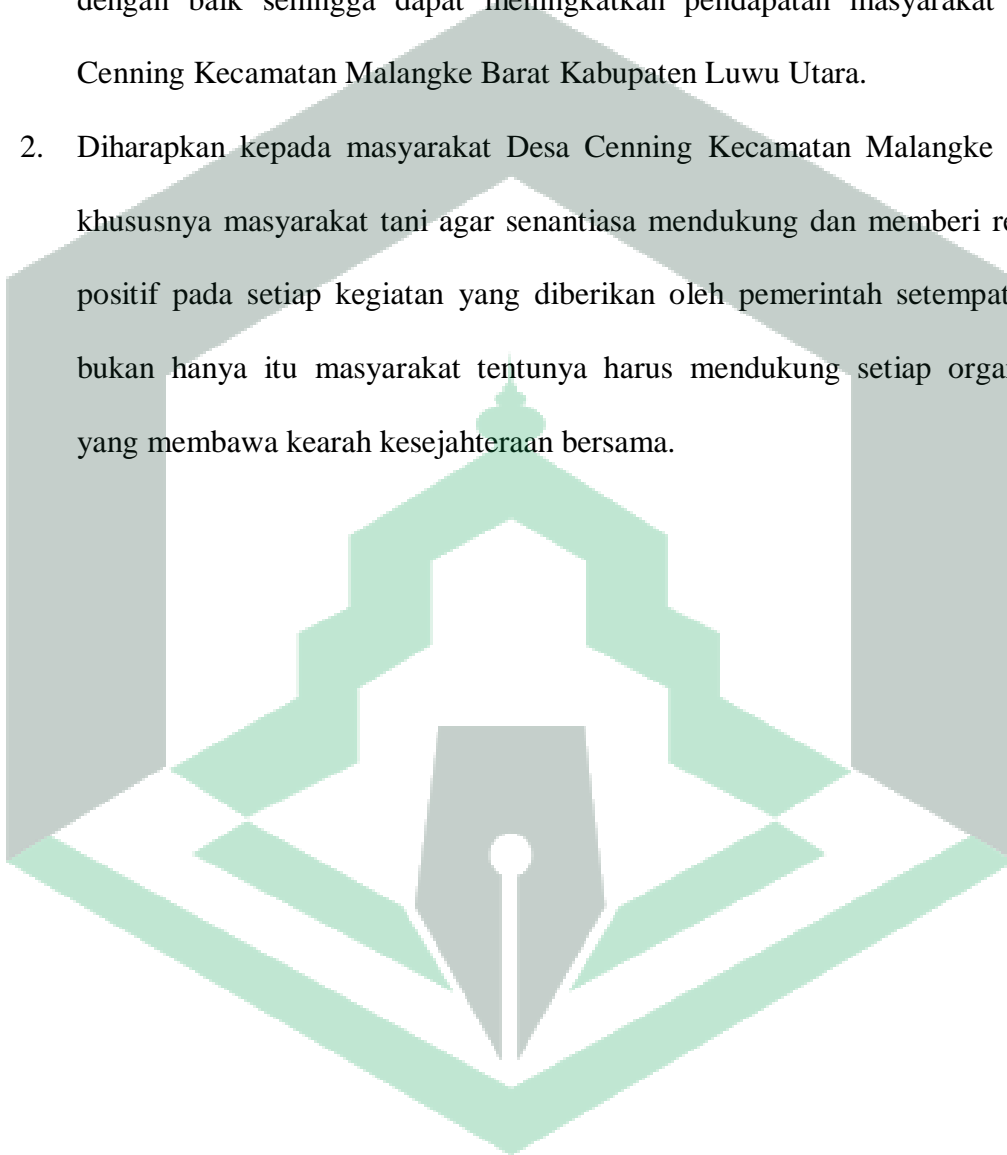 dengan baik sehingga dapat meningkatkan pendapatan masyarakat
Cenning Kecamatan Malangke Barat Kabupaten Luwu Utara.
2. Diharapkan kepada masyarakat Desa Cenning Kecamatan Malangke
khususnya masyarakat tani agar senantiasa mendukung dan memberi
positif pada setiap kegiatan yang diberikan oleh pemerintah setempat
bukan hanya itu masyarakat tentunya harus mendukung setiap
yang membawa kearah kesejahteraan bersama.